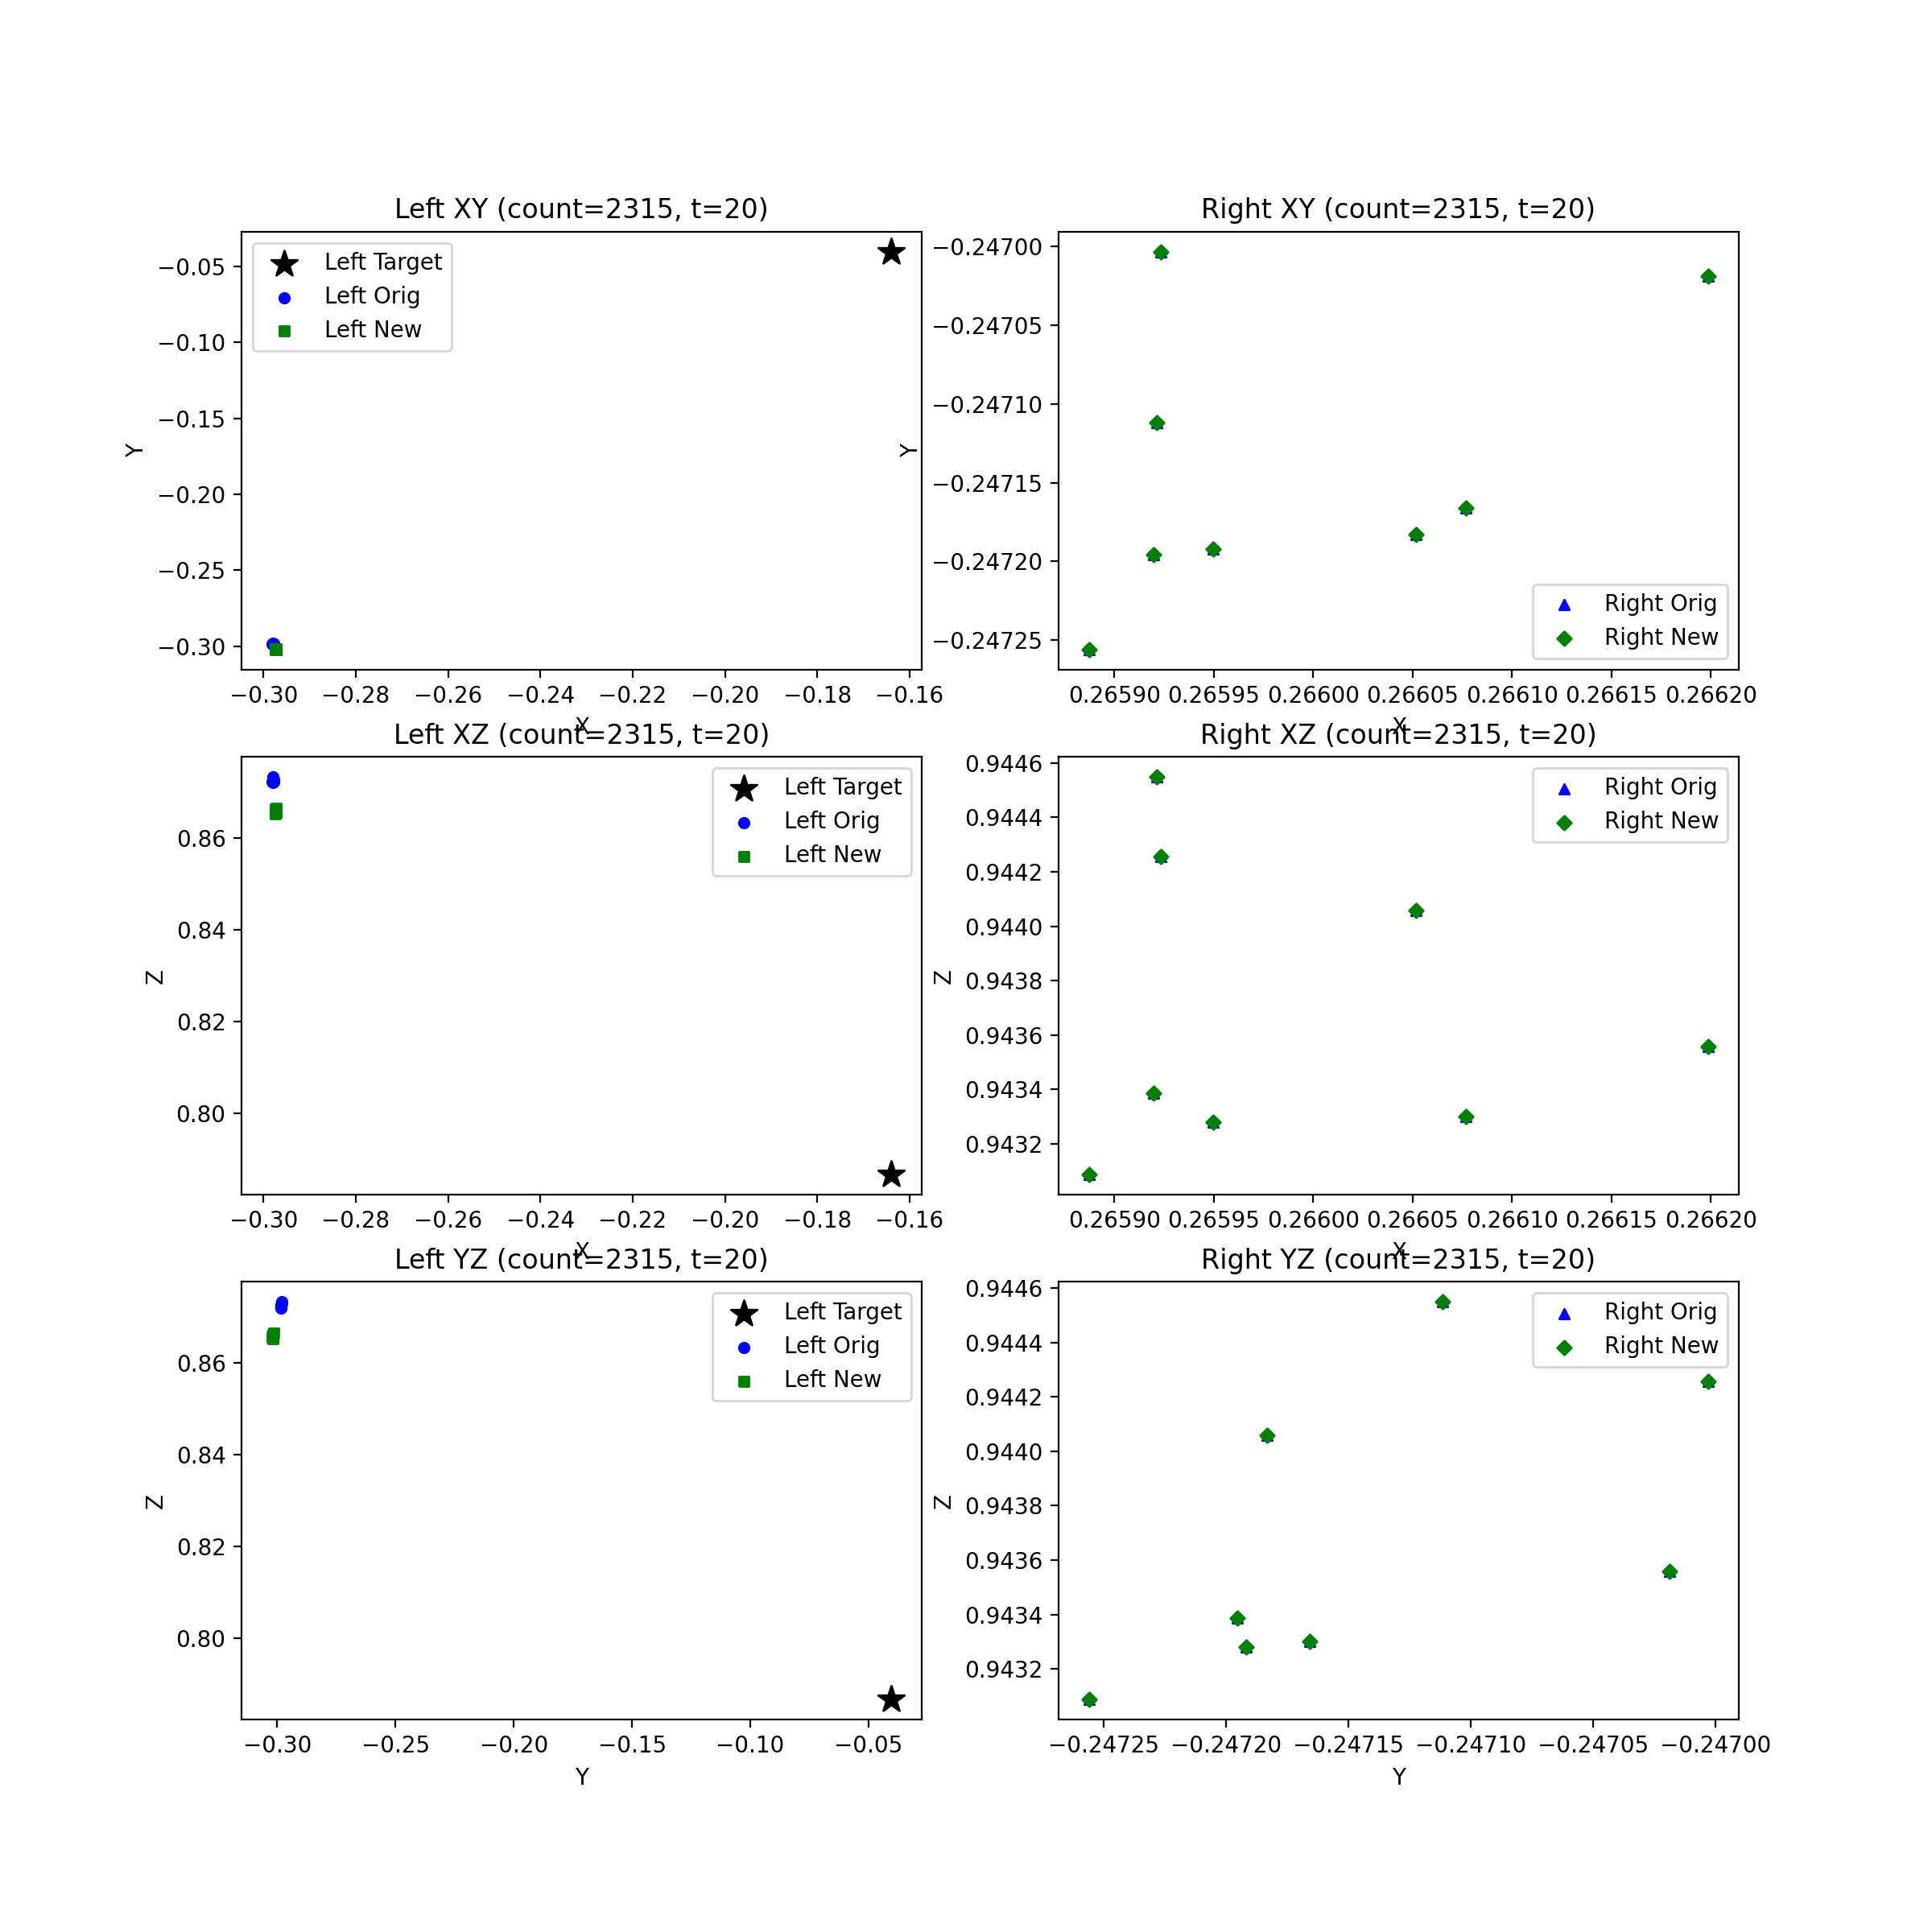 Left XY (count=2315, t=20)
Left Target
Left Orig
Left New
−0.05
−0.10
−0.15
−0.20
−0.25
−0.30
Y
−0.30 −0.28 −0.26 −0.24 −0.22 −0.20 −0.18 −0.16
X
Right XY (count=2315, t=20)
−0.24700
−0.24705
−0.24710
−0.24715
−0.24720
−0.24725
Y
Right Orig
Right New
0.26590 0.26595 0.26600 0.26605 0.26610 0.26615 0.26620
X
Left XZ (count=2315, t=20)
Left Target
Left Orig
Left New
0.86
0.84
0.82
0.80
Z
−0.30 −0.28 −0.26 −0.24 −0.22 −0.20 −0.18 −0.16
X
Right XZ (count=2315, t=20)
Right Orig
Right New
0.9446
0.9444
0.9442
0.9440
0.9438
0.9436
0.9434
0.9432
Z
0.26590 0.26595 0.26600 0.26605 0.26610 0.26615 0.26620
X
Left YZ (count=2315, t=20)
Left Target
Left Orig
Left New
0.86
0.84
0.82
0.80
Z
−0.30 −0.25 −0.20 −0.15 −0.10 −0.05
Y
Right YZ (count=2315, t=20)
Right Orig
Right New
0.9446
0.9444
0.9442
0.9440
0.9438
0.9436
0.9434
0.9432
Z
−0.24725 −0.24720 −0.24715 −0.24710 −0.24705 −0.24700
Y